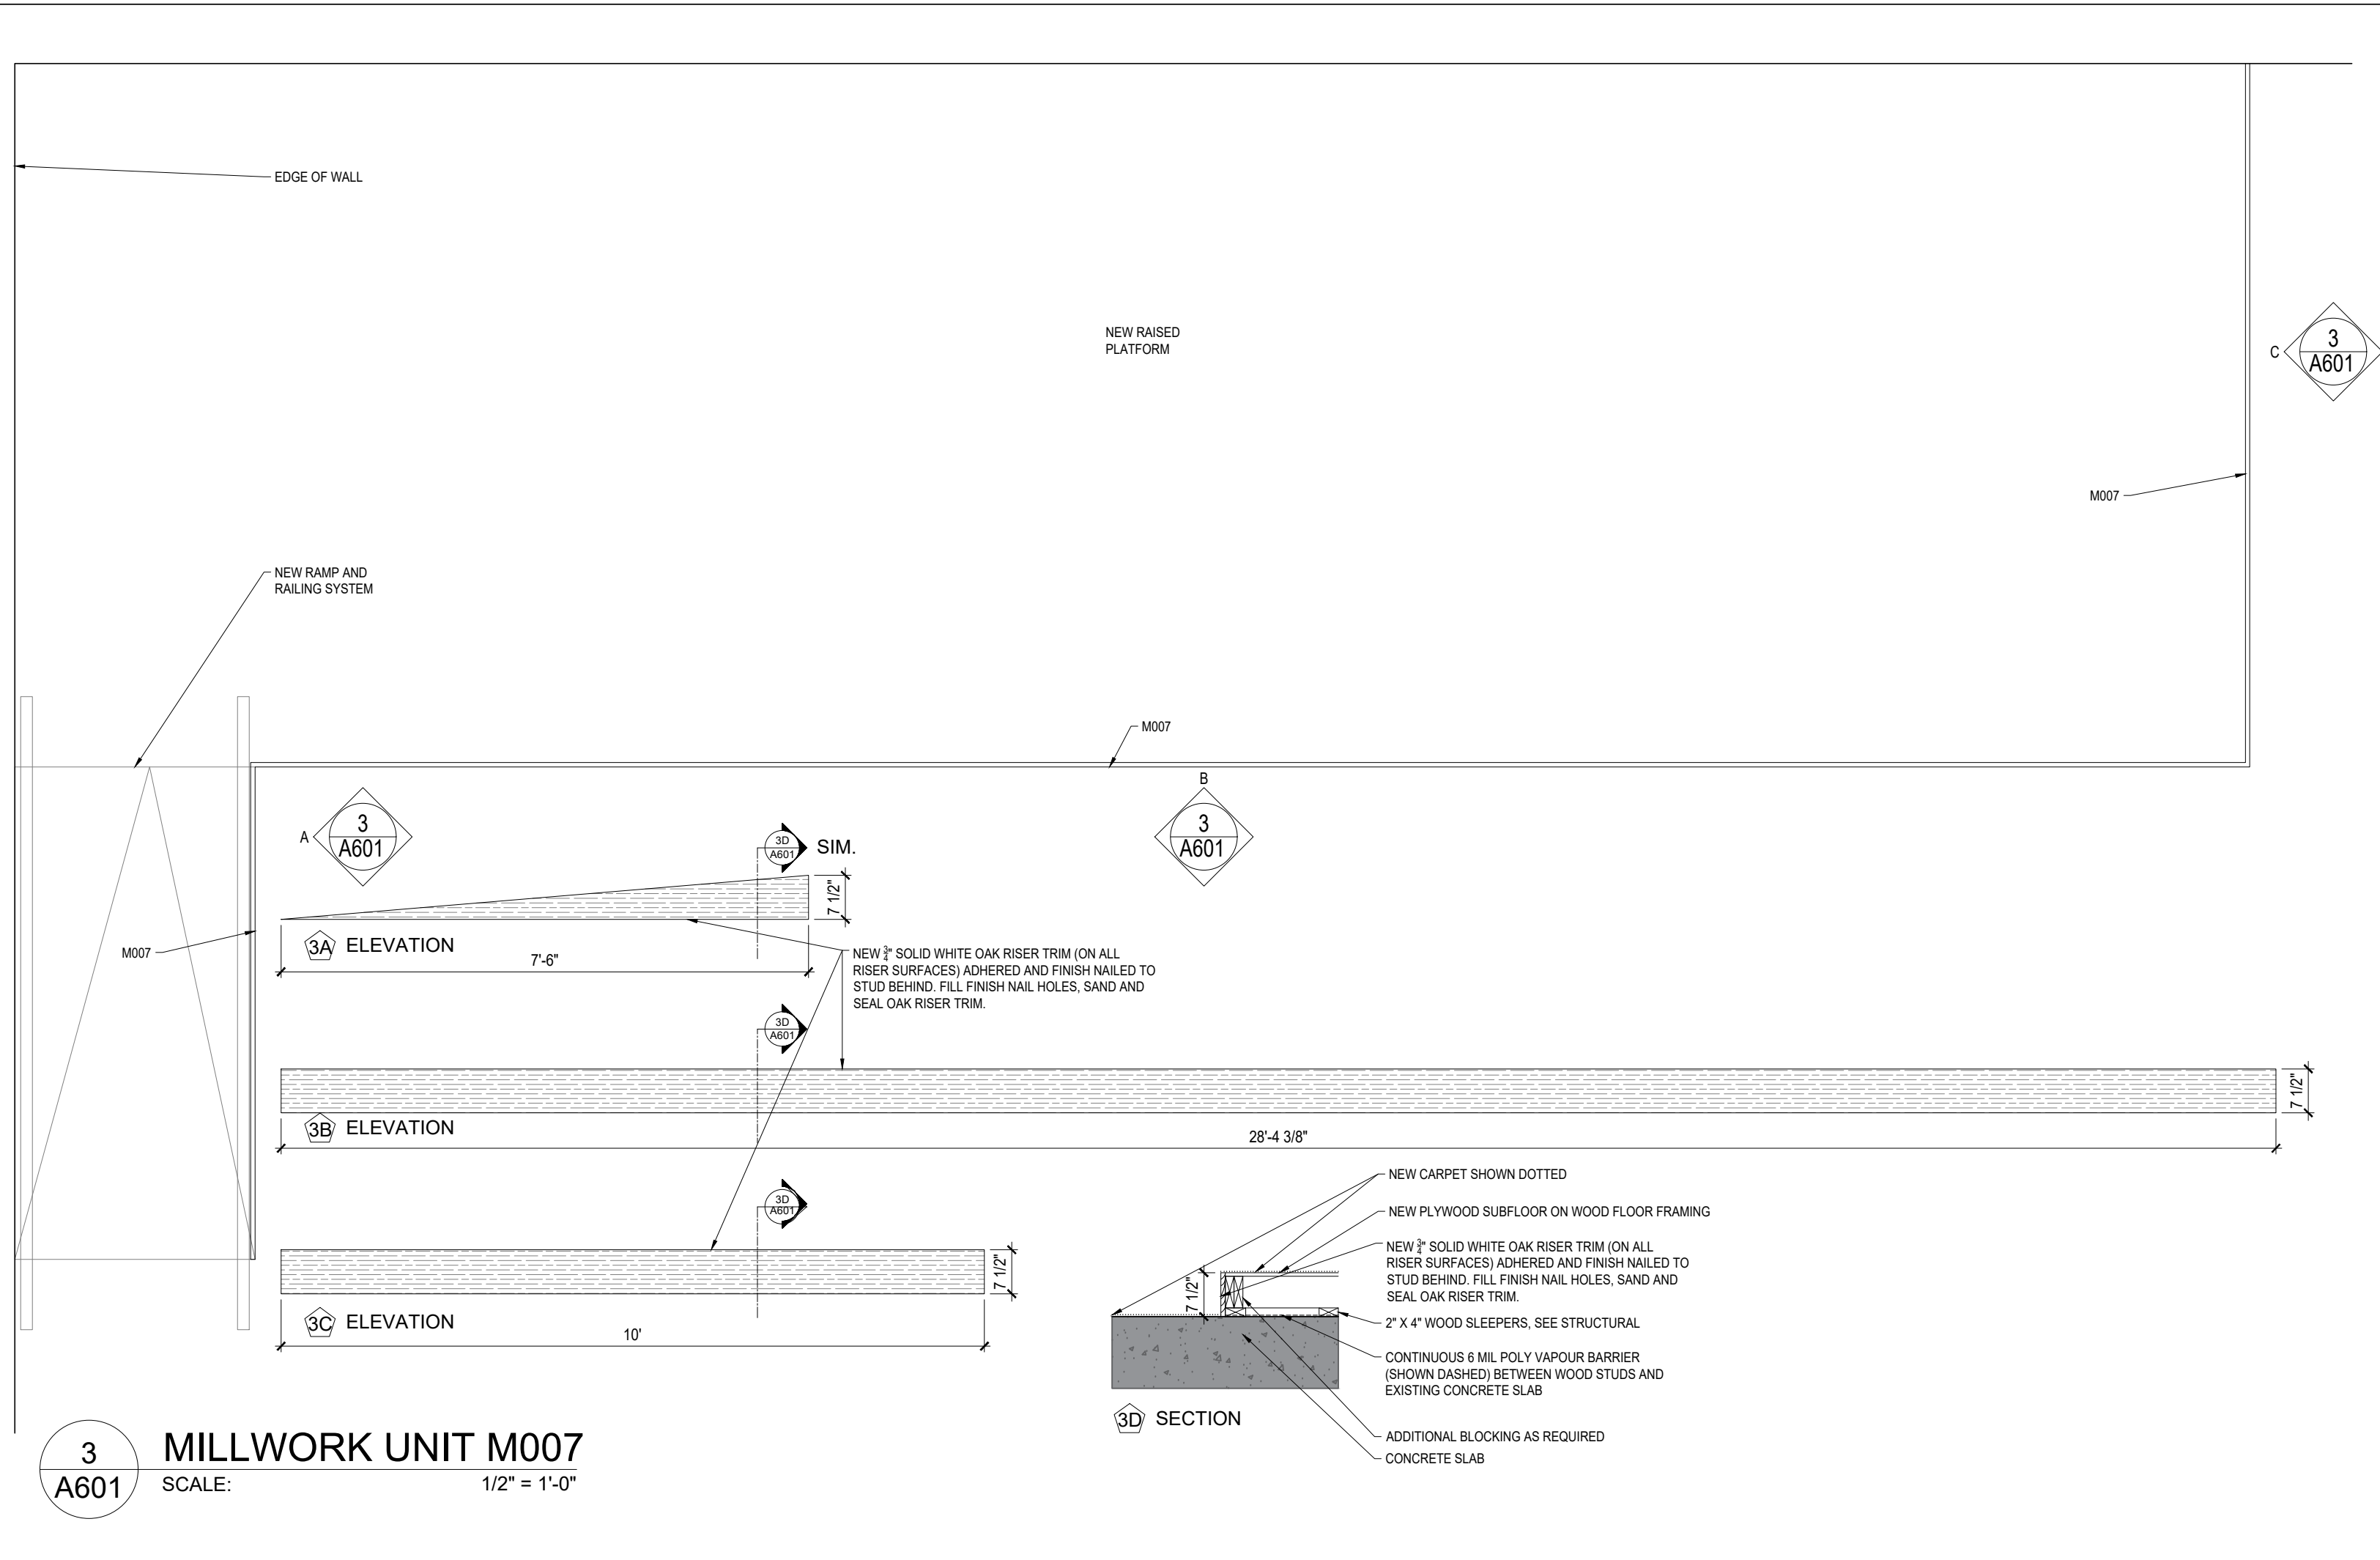 EDGE OF WALL
NEW RAISED
PLATFORM
3
C
A601
M007
NEW RAMP AND
RAILING SYSTEM
M007
B
3
A
A601
3
A601
3D
A601
SIM.
7 1/2"
3A ELEVATION
7'-6"
M007
NEW 3/4" SOLID WHITE OAK RISER TRIM (ON ALL
RISER SURFACES) ADHERED AND FINISH NAILED TO
STUD BEHIND. FILL FINISH NAIL HOLES, SAND AND
SEAL OAK RISER TRIM.
3D
A601
7 1/2"
3B ELEVATION
28'-4 3/8"
3D
A601
7 1/2"
3C ELEVATION
10'
NEW CARPET SHOWN DOTTED
NEW PLYWOOD SUBFLOOR ON WOOD FLOOR FRAMING
NEW 3/4" SOLID WHITE OAK RISER TRIM (ON ALL
RISER SURFACES) ADHERED AND FINISH NAILED TO
STUD BEHIND. FILL FINISH NAIL HOLES, SAND AND
SEAL OAK RISER TRIM.
7 1/2"
2" X 4" WOOD SLEEPERS, SEE STRUCTURAL
CONTINUOUS 6 MIL POLY VAPOUR BARRIER
(SHOWN DASHED) BETWEEN WOOD STUDS AND
EXISTING CONCRETE SLAB
ADDITIONAL BLOCKING AS REQUIRED
CONCRETE SLAB
3D SECTION
3
A601
MILLWORK UNIT M007
SCALE: 1/2" = 1'-0"